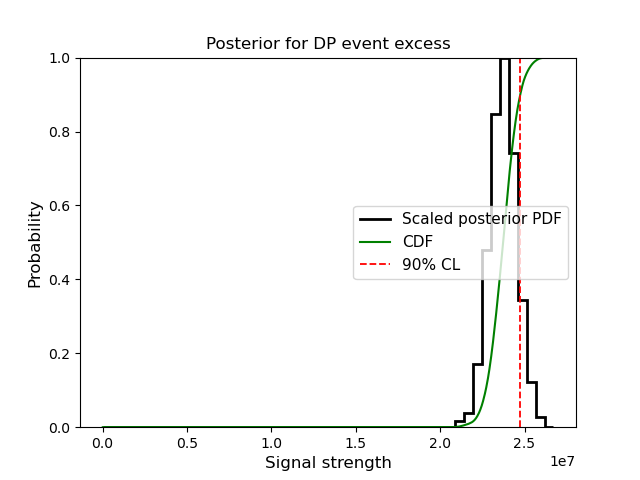 Posterior for DP event excess
1.0
0.8
0.6
0.4
0.2
0.0
Probability
Scaled posterior PDF
CDF
90% CL
0.0 0.5 1.0 1.5 2.0 2.5
1e7
Signal strength